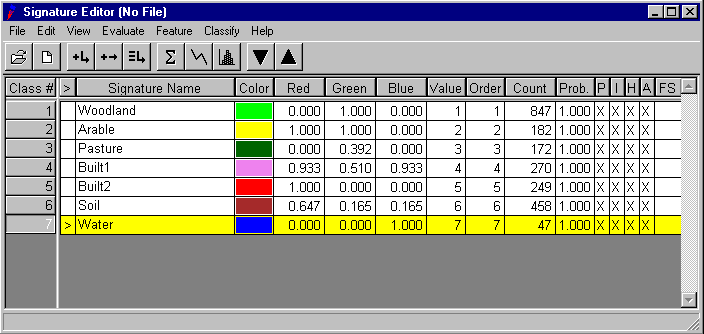 Signature Editor (No File)
File Edit View Evaluate Feature Classify Help
+L +→ ≡L Σ
Class # > Signature Name Color Red Green Blue Value Order Count Prob. P I H A FS
1 Woodland 0.000 1.000 0.000 1 1 847 1.000 X X X X
2 Arable 1.000 1.000 0.000 2 2 182 1.000 X X X X
3 Pasture 0.000 0.392 0.000 3 3 172 1.000 X X X X
4 Built1 0.933 0.510 0.933 4 4 270 1.000 X X X X
5 Built2 1.000 0.000 0.000 5 5 249 1.000 X X X X
6 Soil 0.647 0.165 0.165 6 6 458 1.000 X X X X
7 > Water 0.000 0.000 1.000 7 7 47 1.000 X X X X